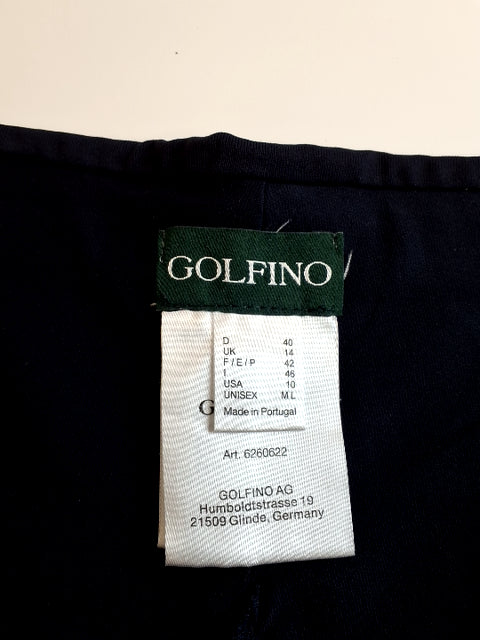 GOLFINO
D 40
UK 14
F / E / P 42
I 46
USA 10
UNISEX M L
G
Made in Portugal
Art. 6260622
GOLFINO AG
Humboldtstrasse 19
21509 Glinde, Germany